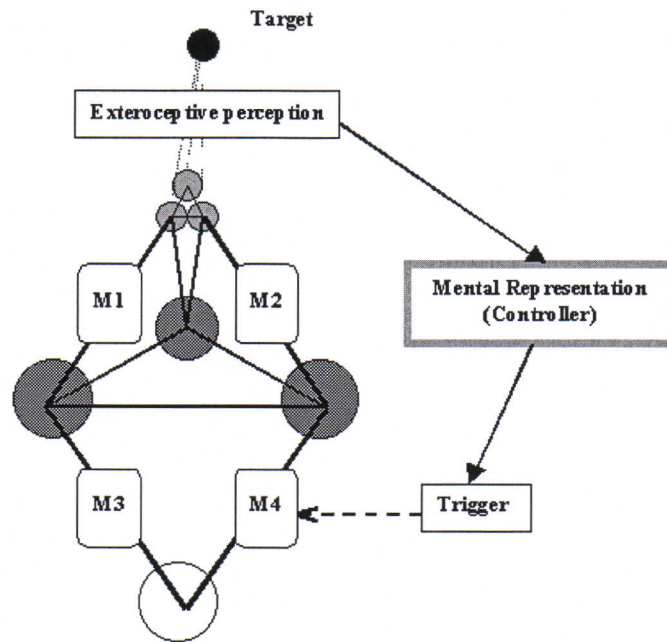 Target
Exteroceptive perception
M1
M2
Mental Representation
(Controller)
M3
M4
Trigger